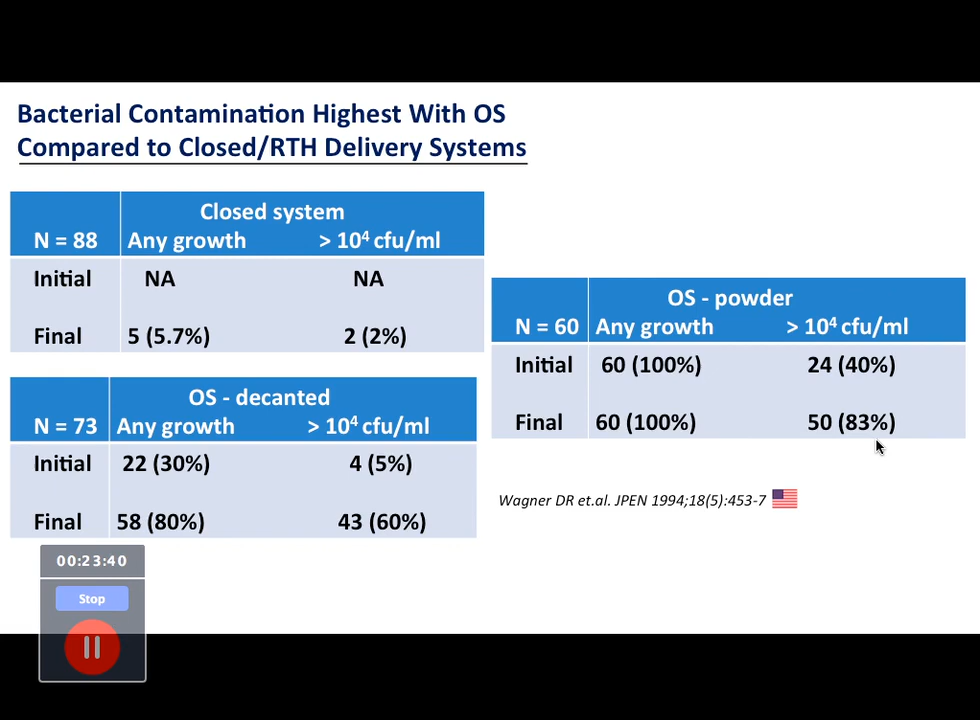 Bacterial Contamination Highest With OS
Compared to Closed/RTH Delivery Systems
Closed system
N = 88 Any growth > 10⁴ cfu/ml
Initial NA NA
Final 5 (5.7%) 2 (2%)
OS - decanted
N = 73 Any growth > 10⁴ cfu/ml
Initial 22 (30%) 4 (5%)
Final 58 (80%) 43 (60%)
OS - powder
N = 60 Any growth > 10⁴ cfu/ml
Initial 60 (100%) 24 (40%)
Final 60 (100%) 50 (83%)
Wagner DR et.al. JPEN 1994;18(5):453-7
00:23:40
Stop